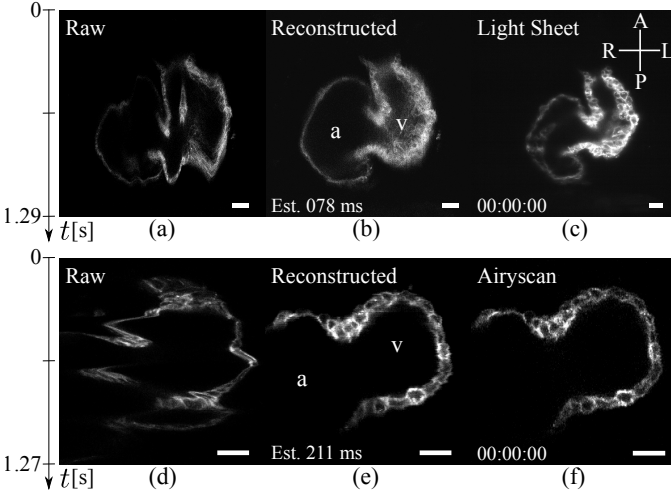 0
Raw
Reconstructed
Light Sheet
A
R
L
P
a
v
Est. 078 ms
00:00:00
1.29
t[s]
(a)
(b)
(c)
0
Raw
Reconstructed
Airyscan
v
a
Est. 211 ms
00:00:00
1.27
t[s]
(d)
(e)
(f)